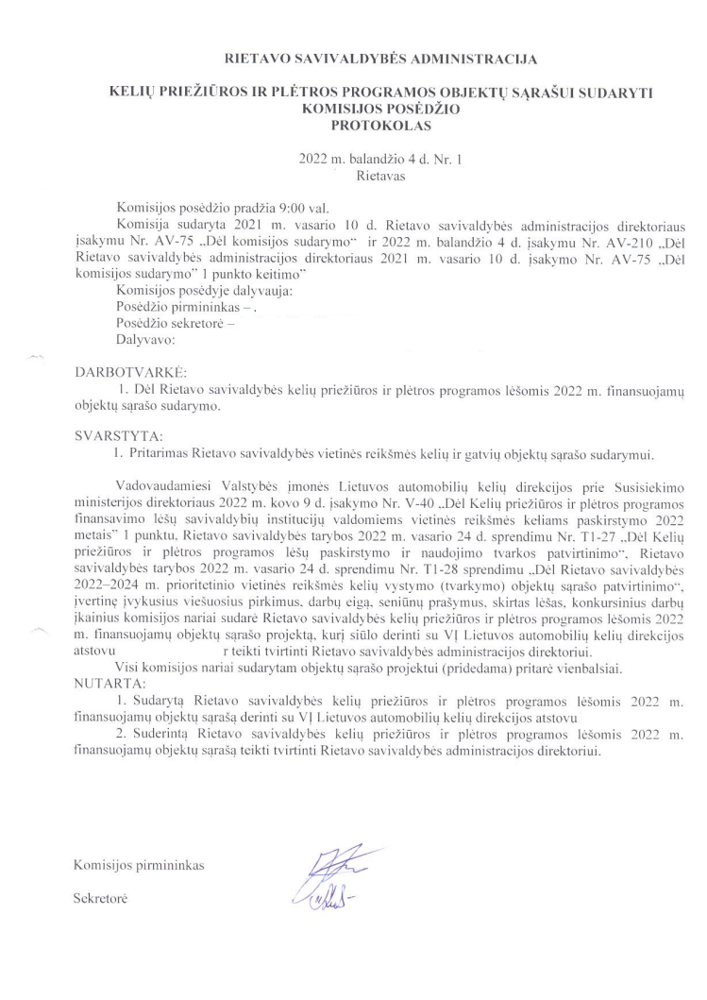 RIETAVO SAVIVALDYBĖS ADMINISTRACIJA
KELIŲ PRIEŽIŪROS IR PLĖTROS PROGRAMOS OBJEKTŲ SĄRAŠUI SUDARYTI
KOMISIJOS POSĖDŽIO
PROTOKOLAS
2022 m. balandžio 4 d. Nr. 1
Rietavas
Komisijos posėdžio pradžia 9:00 val.
Komisija sudaryta 2021 m. vasario 10 d. Rietavo savivaldybės administracijos direktoriaus
įsakymu Nr. AV-75 „Dėl komisijos sudarymo“ ir 2022 m. balandžio 4 d. įsakymu Nr. AV-210 „Dėl
Rietavo savivaldybės administracijos direktoriaus 2021 m. vasario 10 d. įsakymo Nr. AV-75 „Dėl
komisijos sudarymo” 1 punkto keitimo”
Komisijos posėdyje dalyvauja:
Posėdžio pirmininkas – .
Posėdžio sekretorė –
Dalyvavo:
DARBOTVARKĖ:
1. Dėl Rietavo savivaldybės kelių priežiūros ir plėtros programos lėšomis 2022 m. finansuojamų
objektų sąrašo sudarymo.
SVARSTYTA:
1. Pritarimas Rietavo savivaldybės vietinės reikšmės kelių ir gatvių objektų sąrašo sudarymui.
Vadovaudamiesi Valstybės įmonės Lietuvos automobilių kelių direkcijos prie Susisiekimo
ministerijos direktoriaus 2022 m. kovo 9 d. įsakymo Nr. V-40 „Dėl Kelių priežiūros ir plėtros programos
finansavimo lėšų savivaldybių institucijų valdomiems vietinės reikšmės keliams paskirstymo 2022
metais” 1 punktu, Rietavo savivaldybės tarybos 2022 m. vasario 24 d. sprendimu Nr. T1-27 „Dėl Kelių
priežiūros ir plėtros programos lėšų paskirstymo ir naudojimo tvarkos patvirtinimo“, Rietavo
savivaldybės tarybos 2022 m. vasario 24 d. sprendimu Nr. T1-28 sprendimu „Dėl Rietavo savivaldybės
2022–2024 m. prioritetinio vietinės reikšmės kelių vystymo (tvarkymo) objektų sąrašo patvirtinimo“,
įvertinę įvykusius viešuosius pirkimus, darbų eigą, seniūnų prašymus, skirtas lėšas, konkursinius darbų
įkainius komisijos nariai sudarė Rietavo savivaldybės kelių priežiūros ir plėtros programos lėšomis 2022
m. finansuojamų objektų sąrašo projektą, kurį siūlo derinti su VĮ Lietuvos automobilių kelių direkcijos
atstovu r teikti tvirtinti Rietavo savivaldybės administracijos direktoriui.
Visi komisijos nariai sudarytam objektų sąrašo projektui (pridedama) pritarė vienbalsiai.
NUTARTA:
1. Sudarytą Rietavo savivaldybės kelių priežiūros ir plėtros programos lėšomis 2022 m.
finansuojamų objektų sąrašą derinti su VĮ Lietuvos automobilių kelių direkcijos atstovu
2. Suderintą Rietavo savivaldybės kelių priežiūros ir plėtros programos lėšomis 2022 m.
finansuojamų objektų sąrašą teikti tvirtinti Rietavo savivaldybės administracijos direktoriui.
Komisijos pirmininkas
Sekretorė